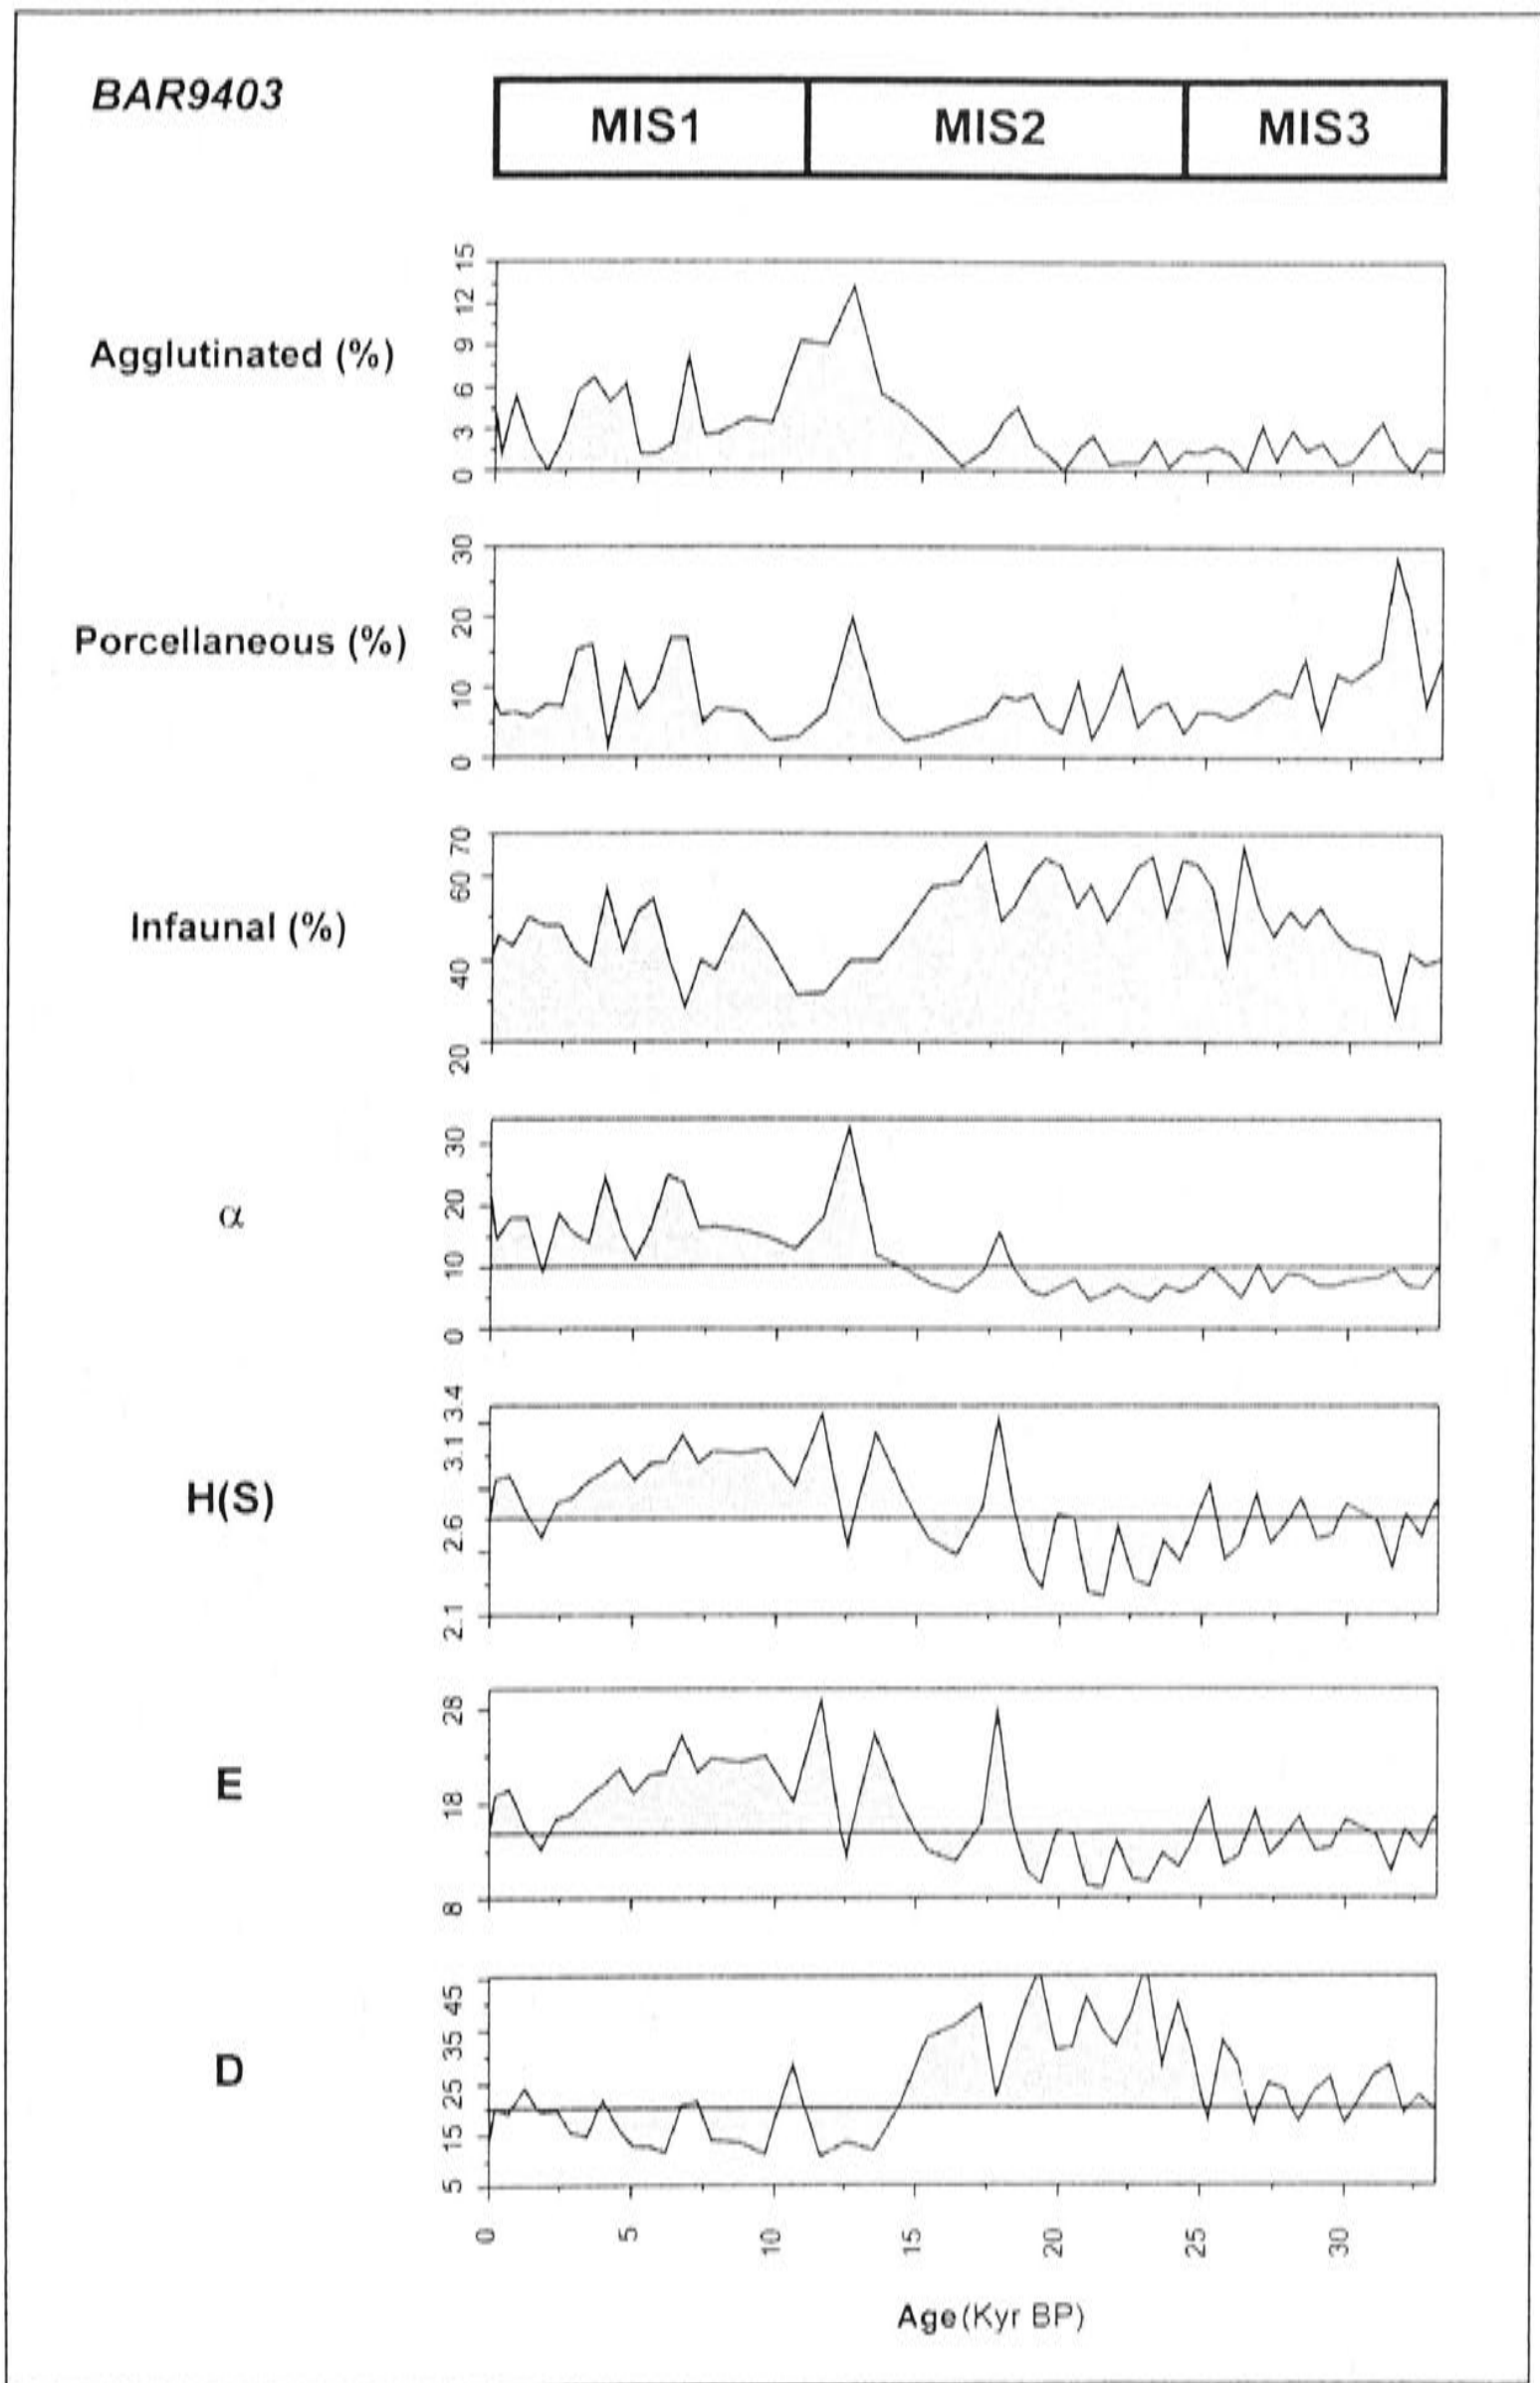 BAR9403
MIS1 MIS2 MIS3
Agglutinated (%)
0 3 6 9 12 15
Porcellaneous (%)
0 10 20 30
Infaunal (%)
20 40 60 70
α
0 10 20 30
H(S)
2.1 2.6 3.1 3.4
E
8 18 28
D
5 15 25 35 45
0 5 10 15 20 25 30
Age (Kyr BP)